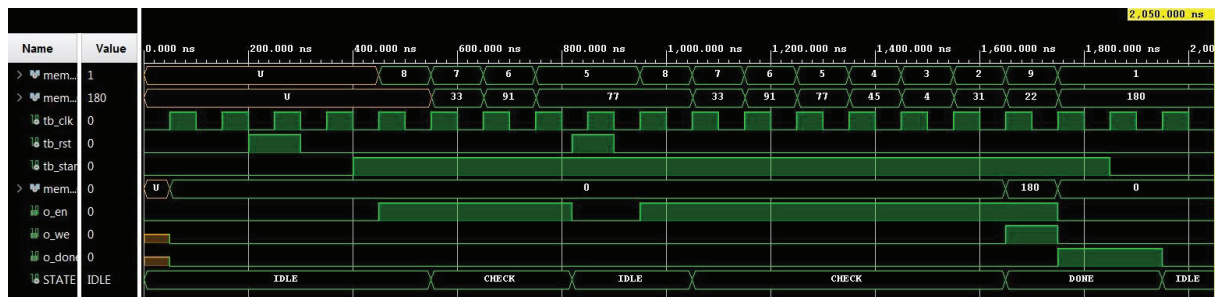 2,050.000 ns
Name Value 0.000 ns 200.000 ns 400.000 ns 600.000 ns 800.000 ns 1,000.000 ns 1,200.000 ns 1,400.000 ns 1,600.000 ns 1,800.000 ns 2,00
mem... 1 U 8 7 6 5 8 7 6 5 4 3 2 9 1
mem... 180 U 33 91 77 33 91 77 45 4 31 22 180
tb_clk 0
tb_rst 0
tb_star 0
mem... 0 U 0 180 0
o_en 0
o_we 0
o_done 0
STATE IDLE IDLE CHECK IDLE CHECK DONE IDLE